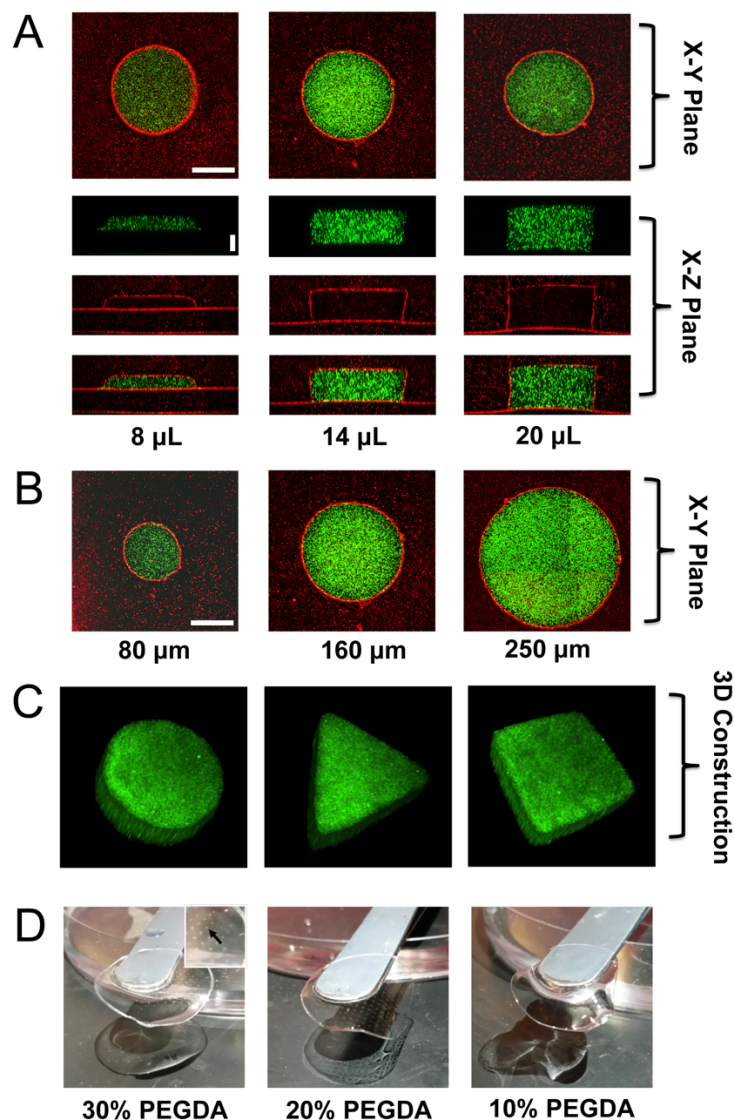 A
X-Y Plane
X-Z Plane
8 µL 14 µL 20 µL
B
X-Y Plane
80 µm 160 µm 250 µm
C
3D Construction
D
30% PEGDA 20% PEGDA 10% PEGDA